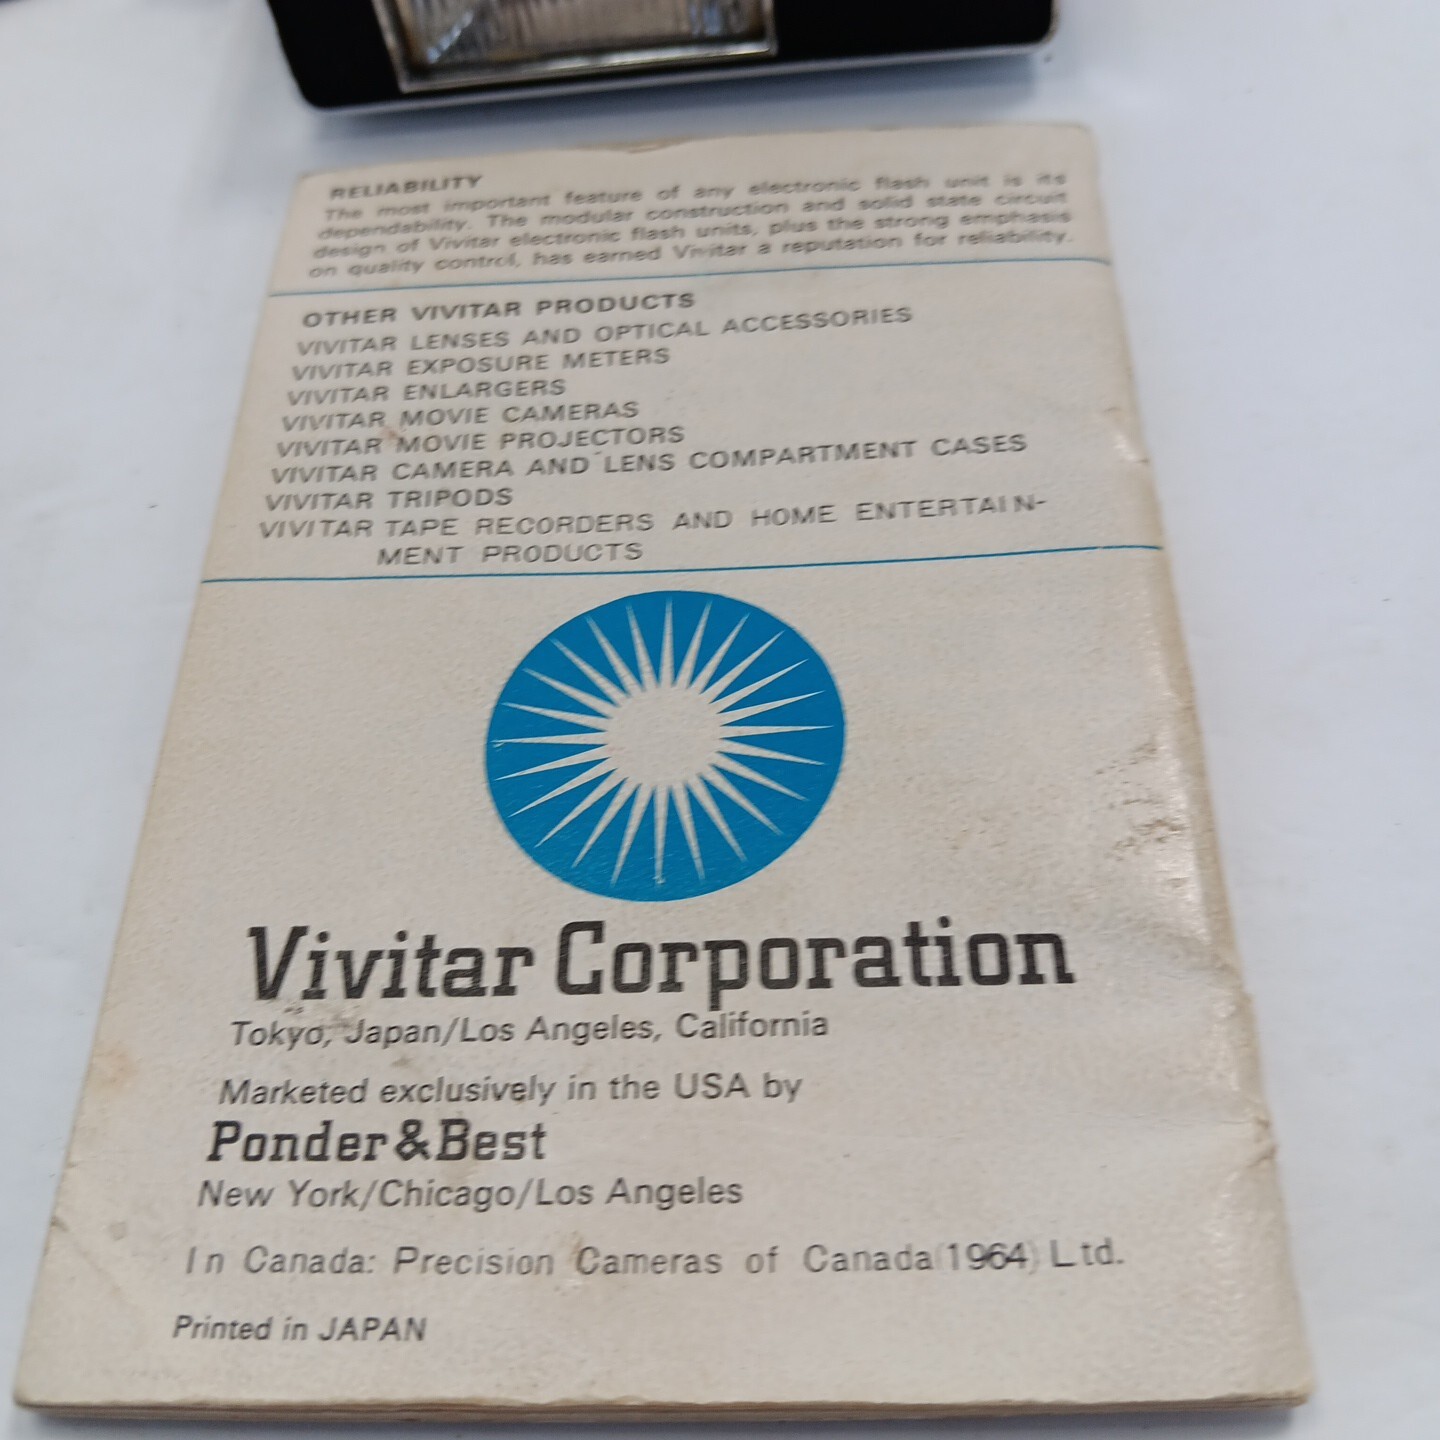 RELIABILITY
The most important feature of any electronic flash unit is its
dependability. The modular construction and solid state circuit
design of Vivitar electronic flash units, plus the strong emphasis
on quality control, has earned Vivitar a reputation for reliability.
OTHER VIVITAR PRODUCTS
VIVITAR LENSES AND OPTICAL ACCESSORIES
VIVITAR EXPOSURE METERS
VIVITAR ENLARGERS
VIVITAR MOVIE CAMERAS
VIVITAR MOVIE PROJECTORS
VIVITAR CAMERA AND LENS COMPARTMENT CASES
VIVITAR TRIPODS
VIVITAR TAPE RECORDERS AND HOME ENTERTAIN-
MENT PRODUCTS
Vivitar Corporation
Tokyo, Japan/Los Angeles, California
Marketed exclusively in the USA by
Ponder&Best
New York/Chicago/Los Angeles
In Canada: Precision Cameras of Canada (1964) Ltd.
Printed in JAPAN